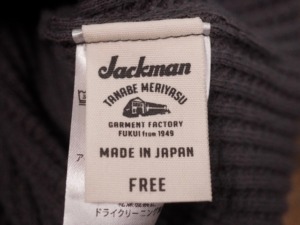 Jackman
TANABE MERIYASU
GARMENT FACTORY
FUKUI from 1949
MADE IN JAPAN
FREE
ドライクリーニング